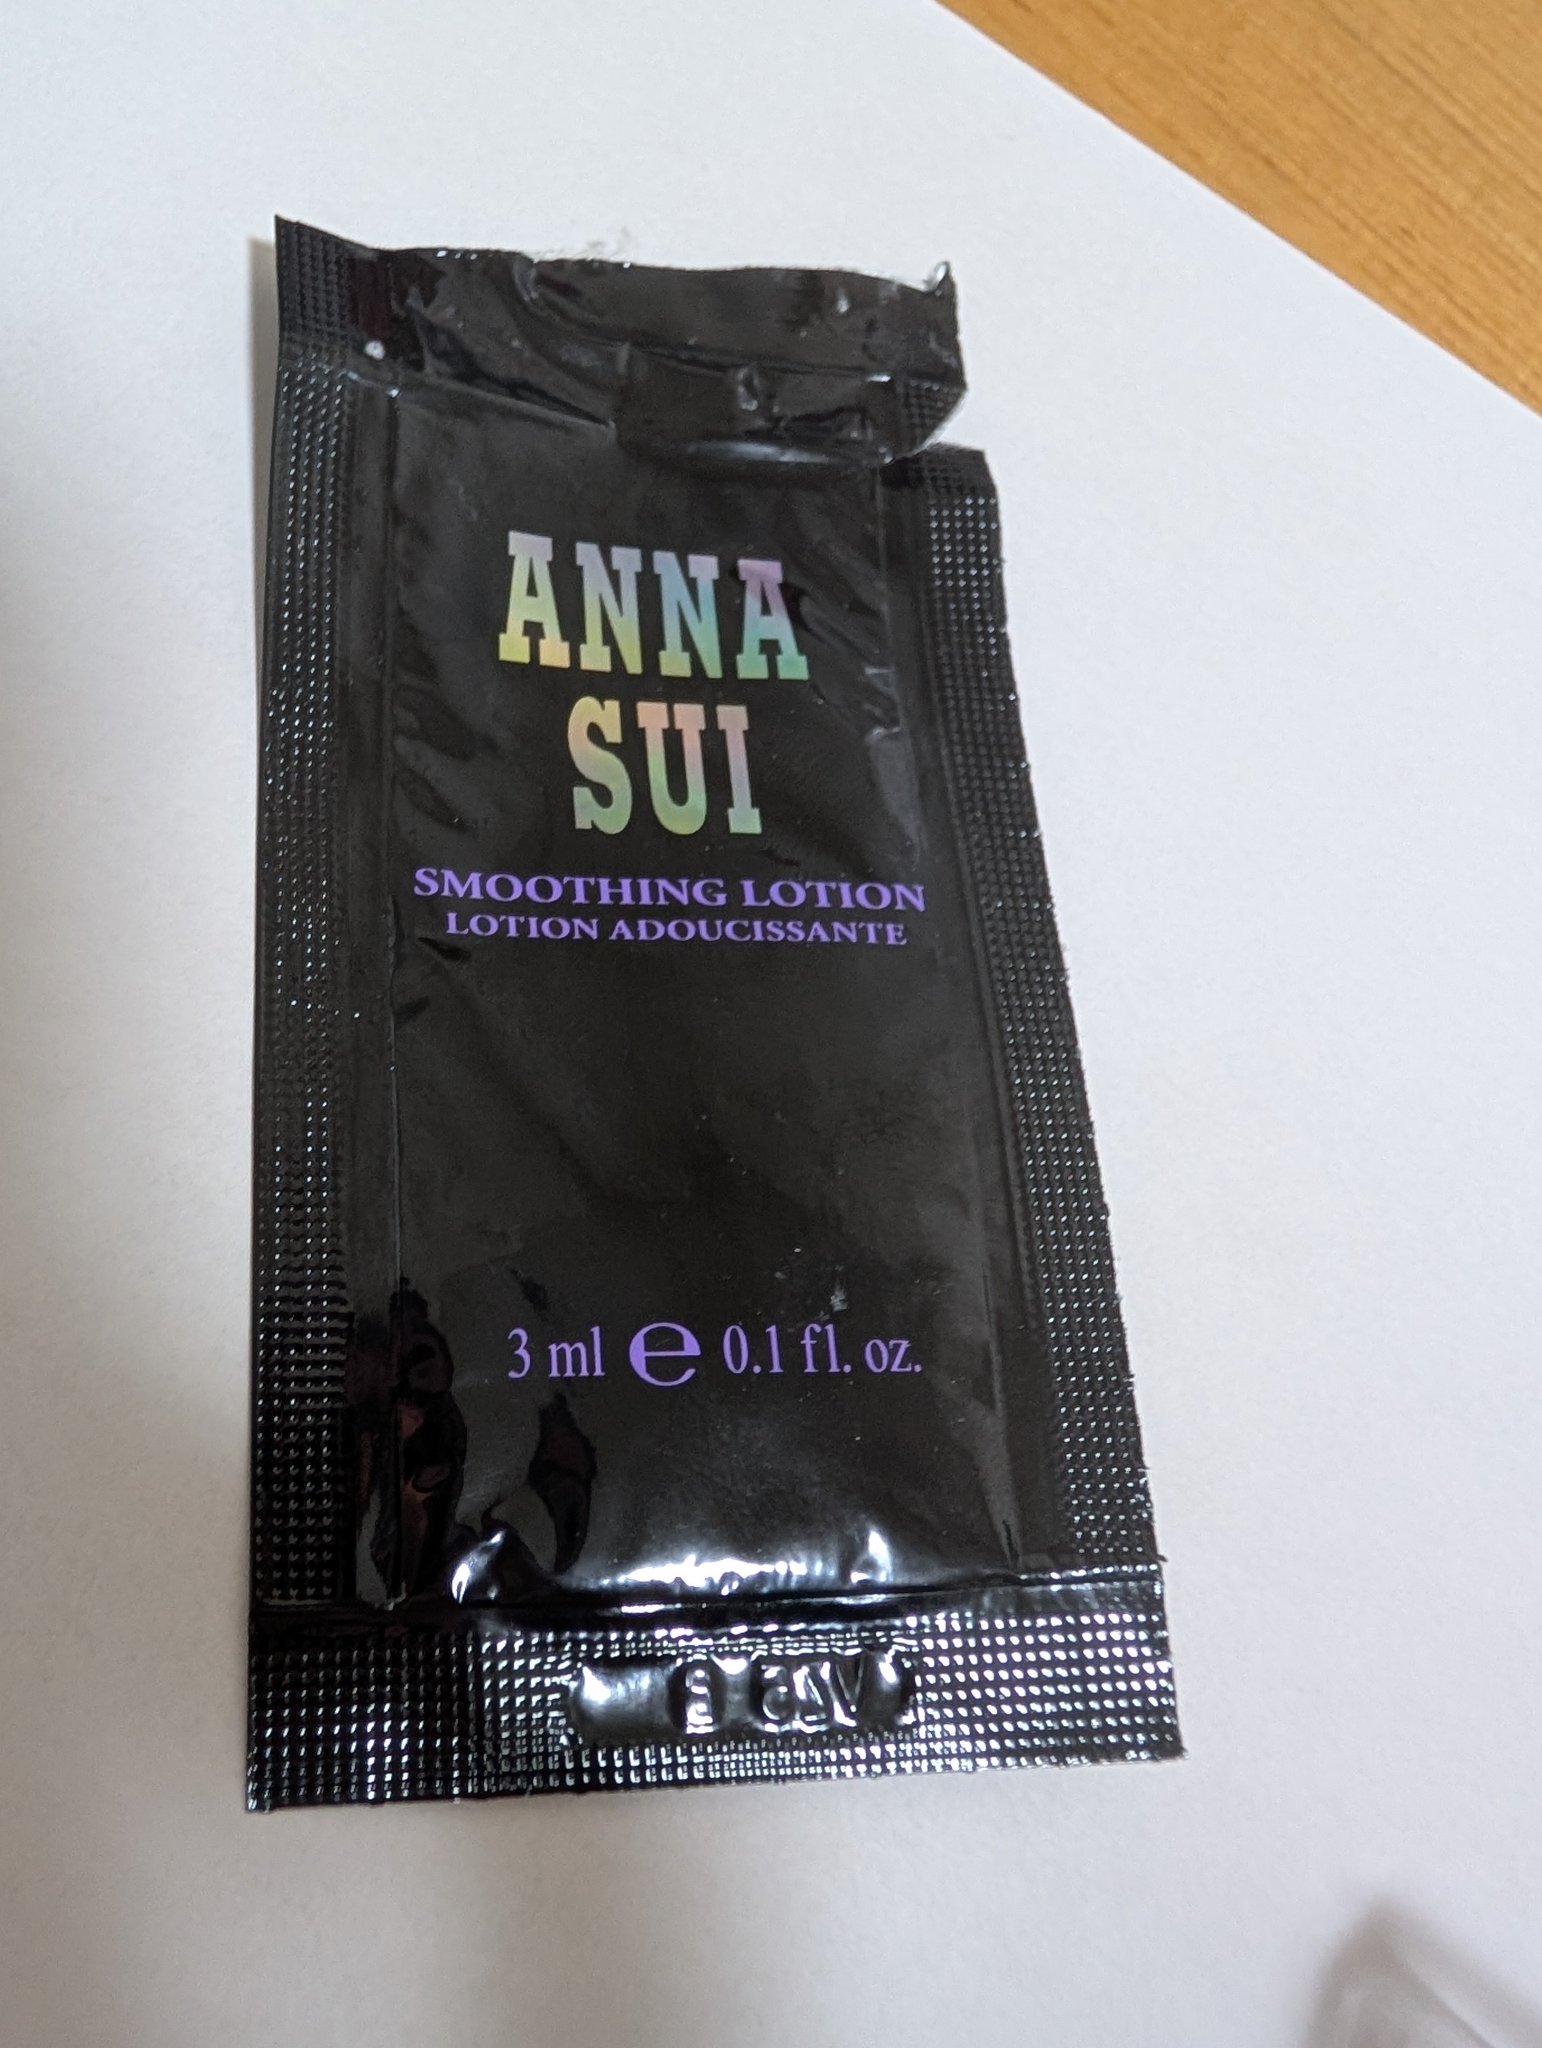 ANNA
SUI
SMOOTHING LOTION
LOTION ADOUCISSANTE
3 ml e 0.1 fl. oz.